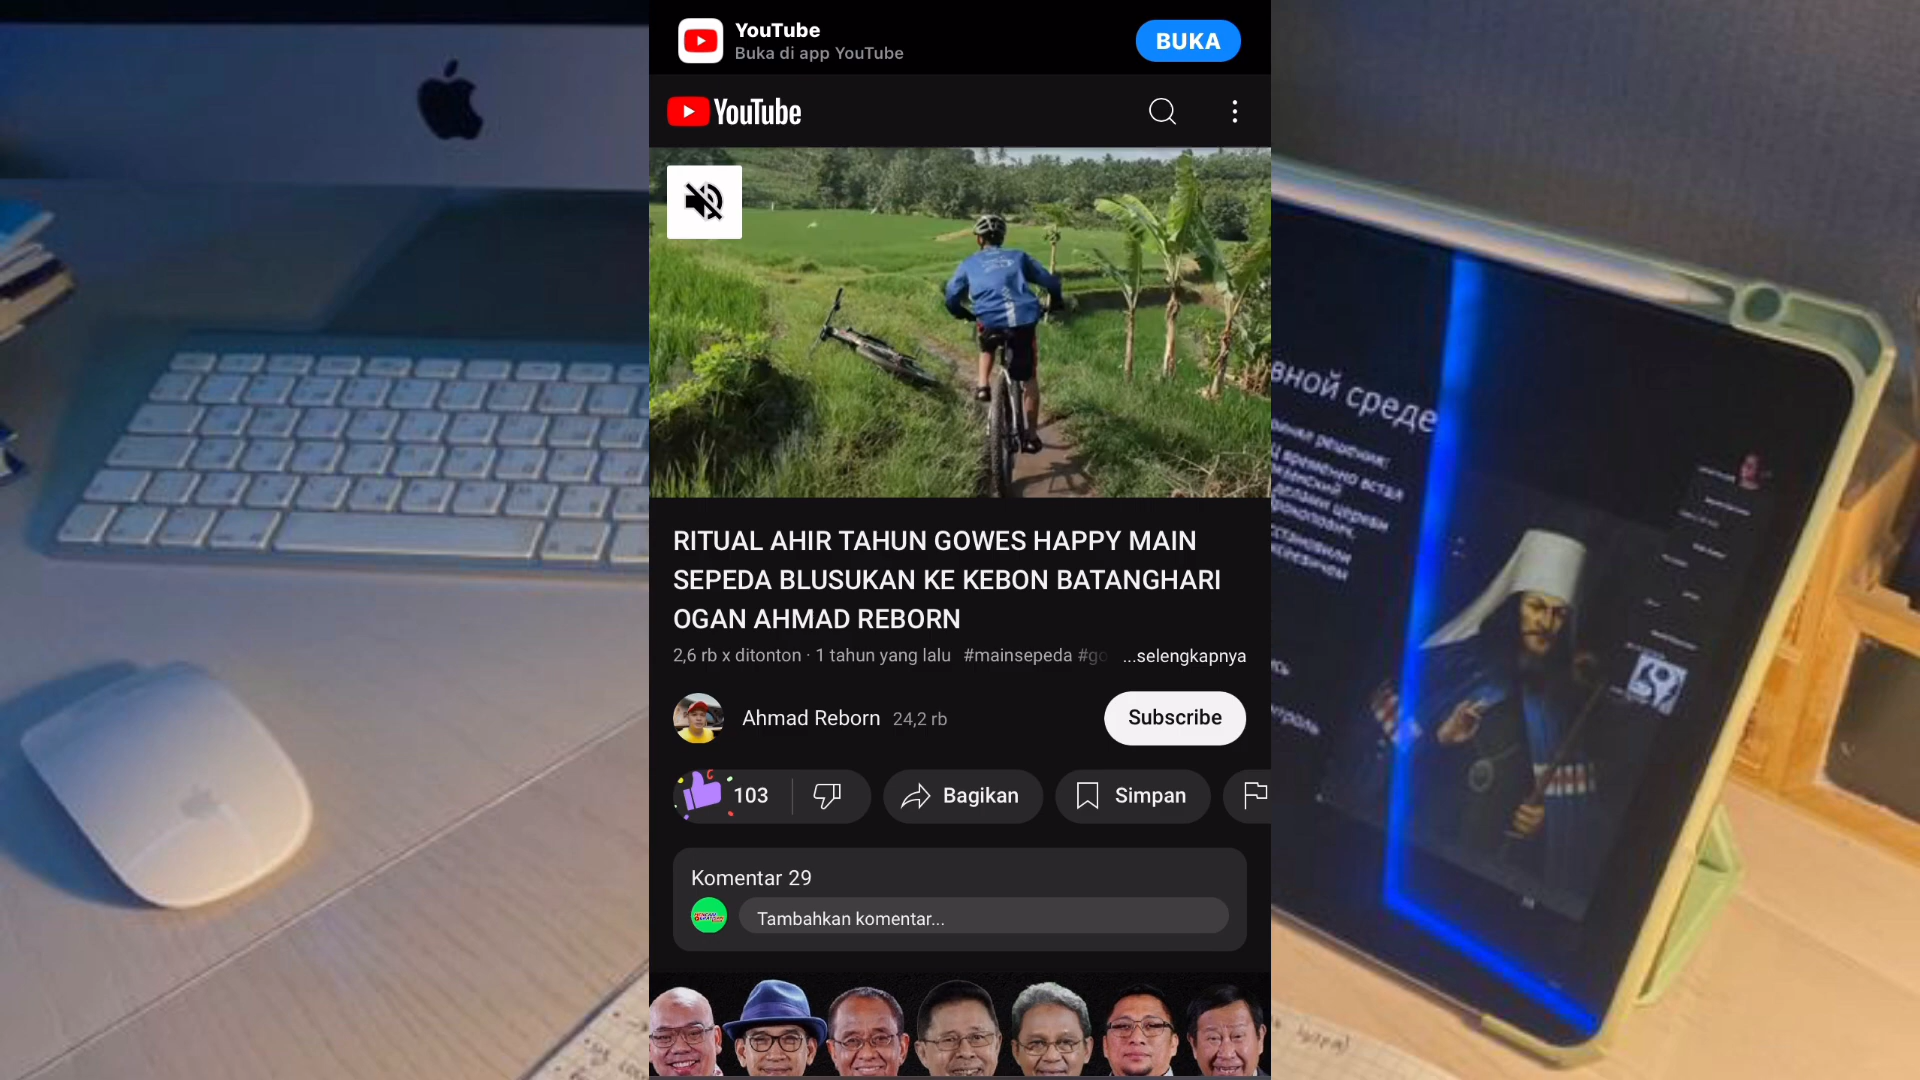 YouTube
Buka di app YouTube
BUKA
YouTube
RITUAL AHIR TAHUN GOWES HAPPY MAIN
SEPEDA BLUSUKAN KE KEBON BATANGHARI
OGAN AHMAD REBORN
2,6 rb x ditonton · 1 tahun yang lalu #mainsepeda #go ...selengkapnya
Ahmad Reborn 24,2 rb
Subscribe
103
Bagikan
Simpan
Komentar 29
Tambahkan komentar...
вной среде